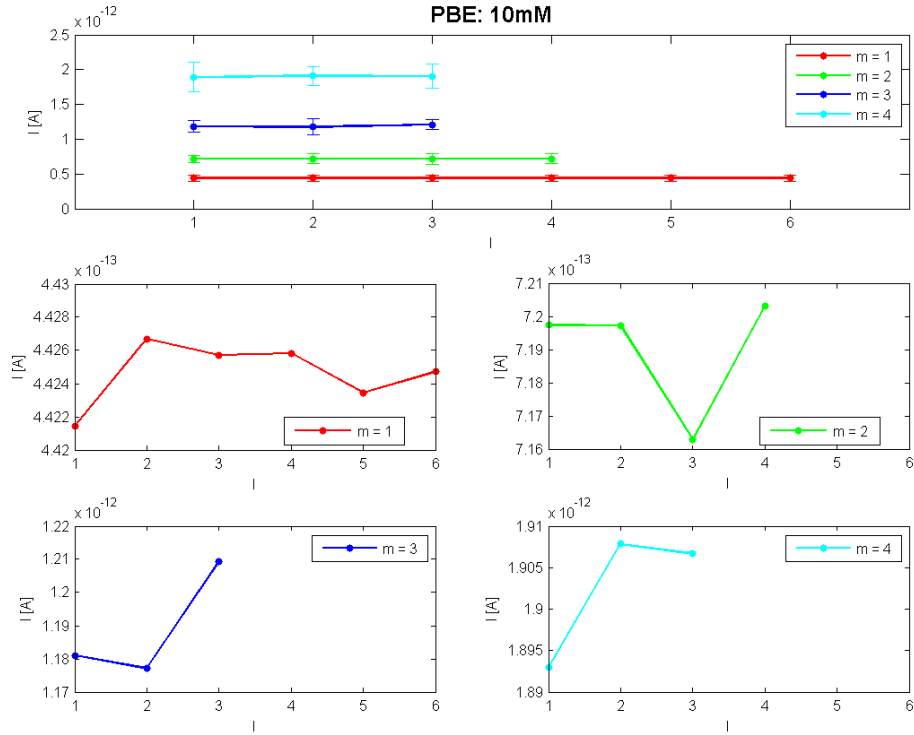 PBE: 10mM
x 10^-12
2.5
2
1.5
1
0.5
0
I [A]
1 2 3 4 5 6
l
m = 1
m = 2
m = 3
m = 4
x 10^-13
4.43
4.428
4.426
4.424
4.422
4.42
I [A]
1 2 3 4 5 6
l
m = 1
x 10^-13
7.21
7.2
7.19
7.18
7.17
7.16
I [A]
1 2 3 4 5 6
l
m = 2
x 10^-12
1.22
1.21
1.2
1.19
1.18
1.17
I [A]
1 2 3 4 5 6
l
m = 3
x 10^-12
1.91
1.905
1.9
1.895
1.89
I [A]
1 2 3 4 5 6
l
m = 4